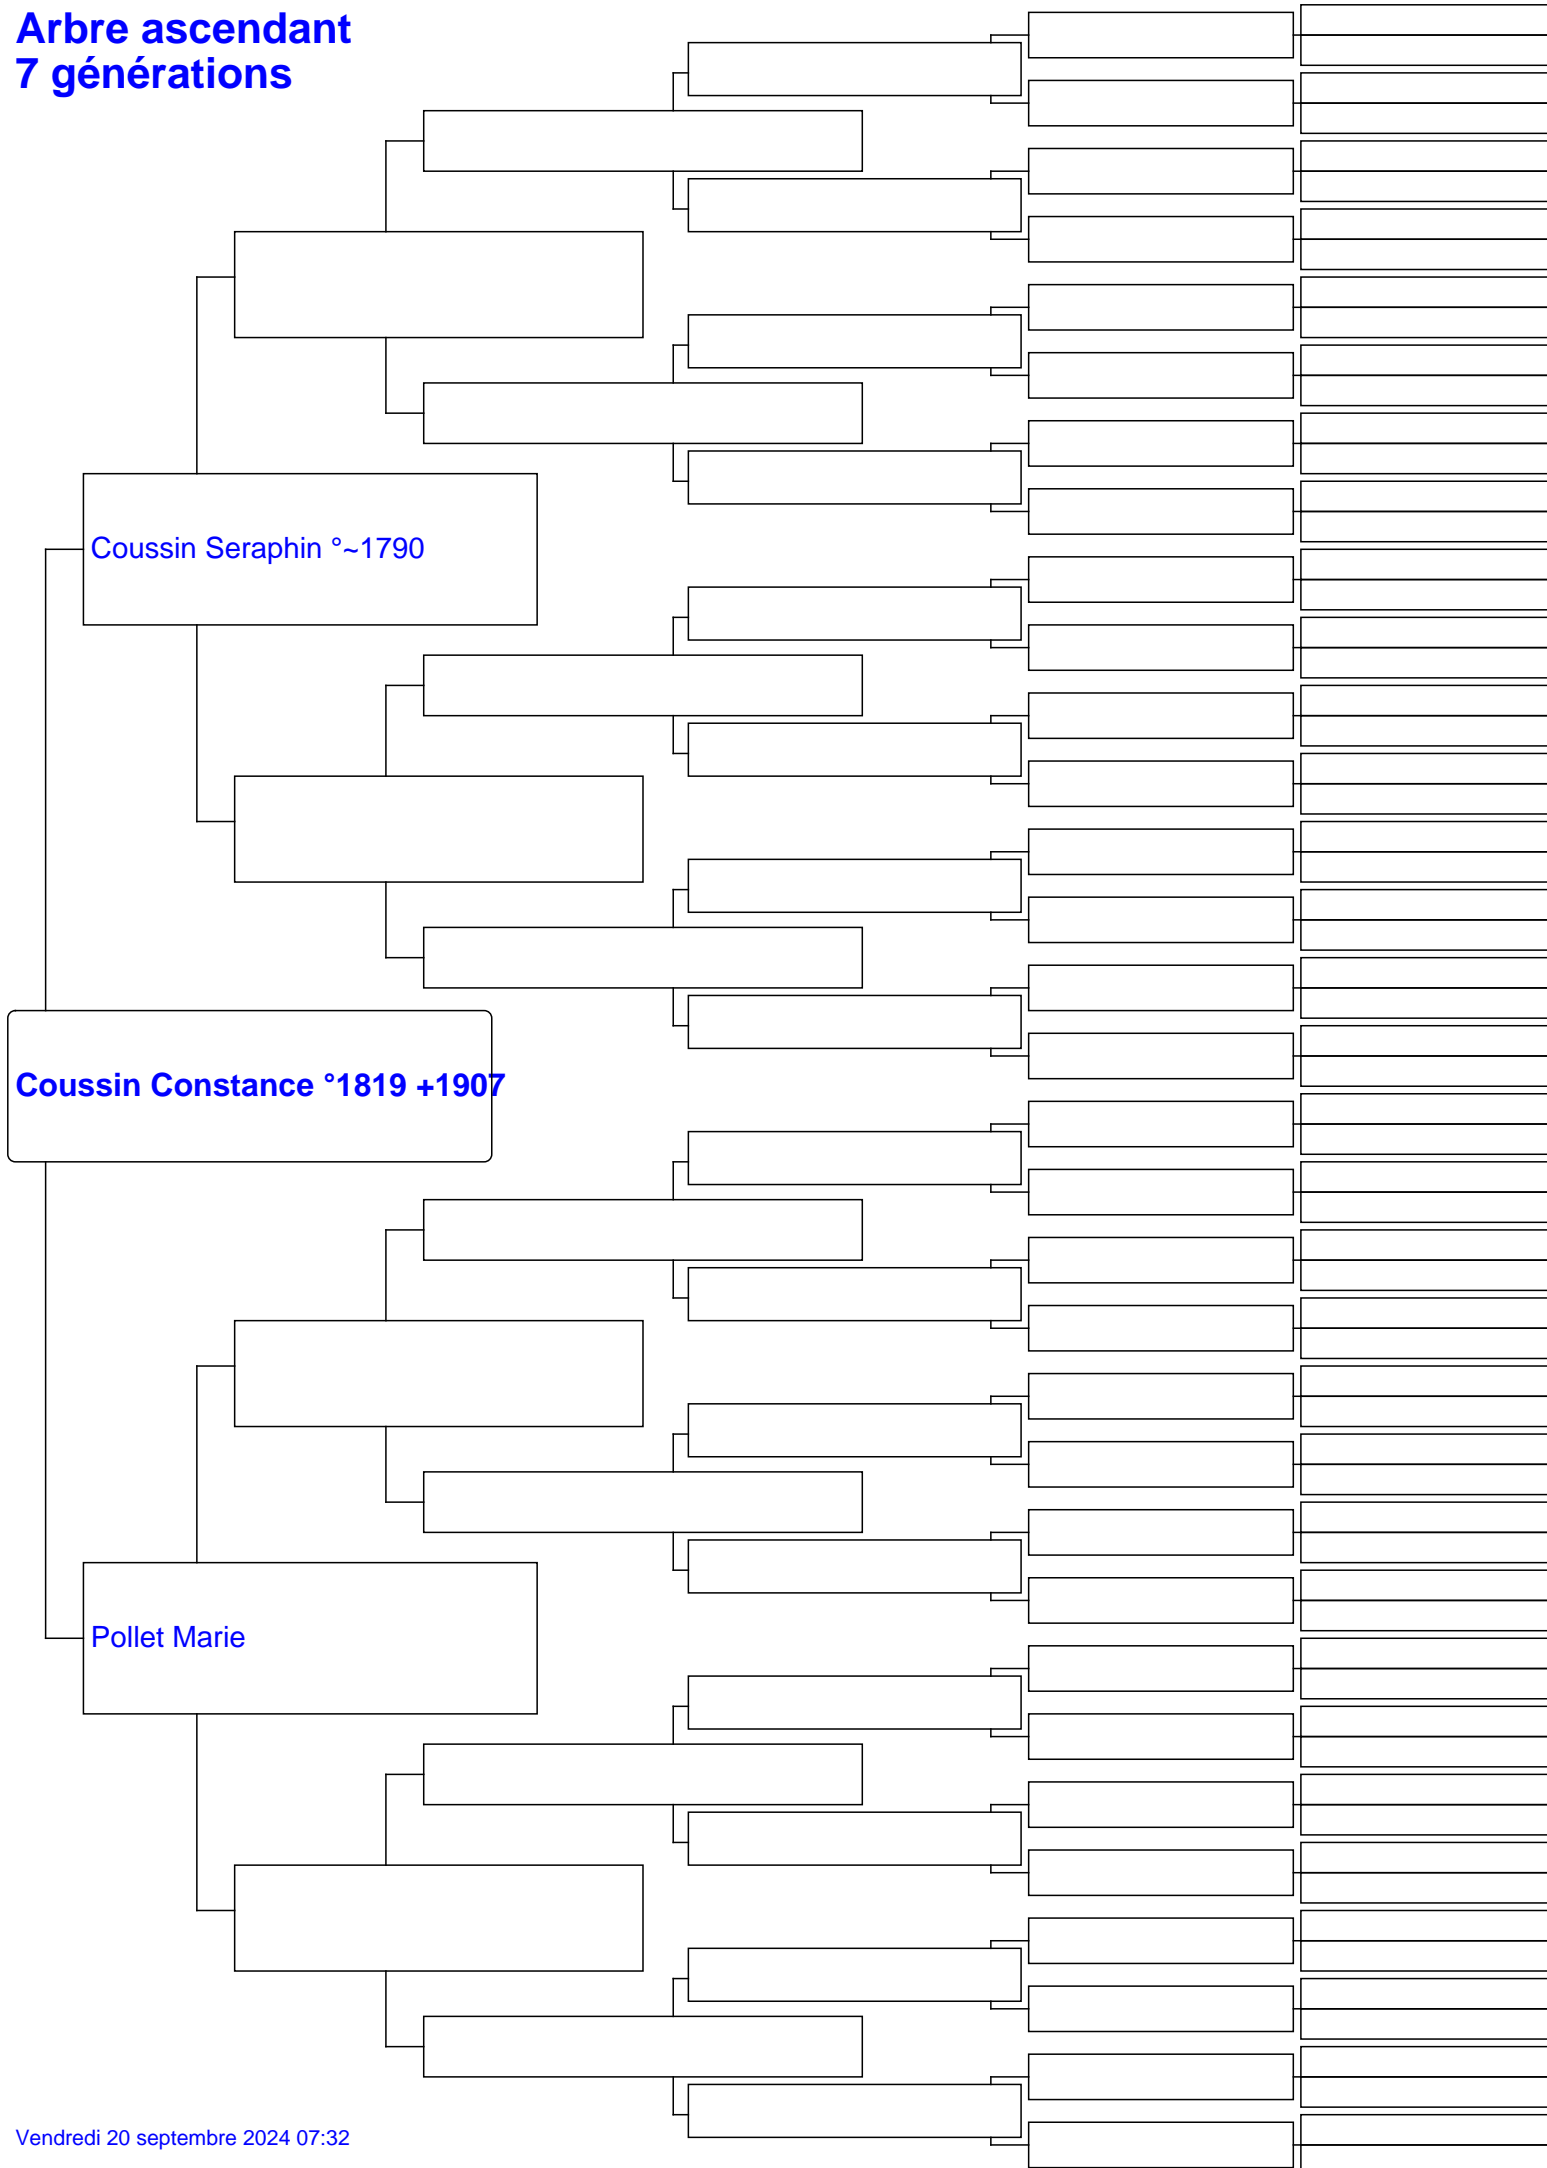 Arbre ascendant
7 générations
Coussin Seraphin °~1790
Coussin Constance °1819 +1907
Pollet Marie
Vendredi 20 septembre 2024 07:32